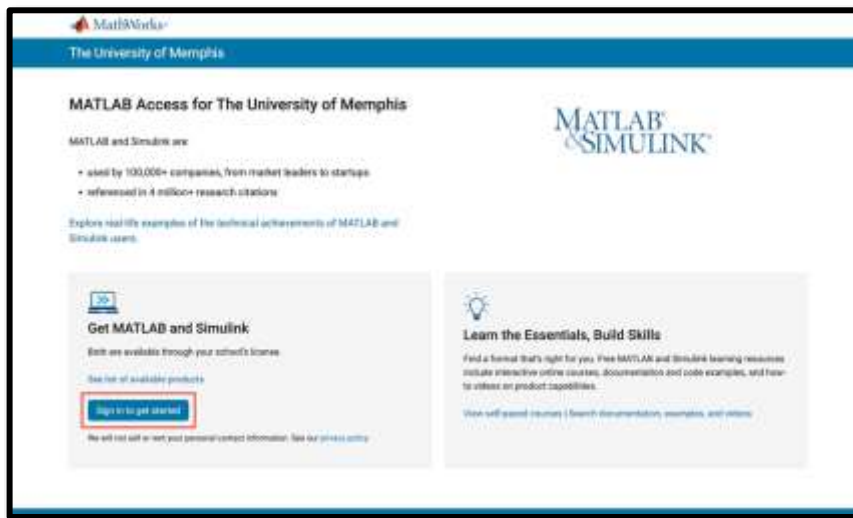 MathWorks®
The University of Memphis
MATLAB Access for The University of Memphis
MATLAB and Simulink are
• used by 100,000+ companies, from market leaders to startups
• referenced in 4 million+ research citations
Explore real-life examples of the technical achievements of MATLAB and
Simulink users.
MATLAB®
&SIMULINK®
Get MATLAB and Simulink
Both are available through your school's license.
See list of available products
Sign in to get started
We will not sell or rent your personal contact information. See our privacy policy.
Learn the Essentials, Build Skills
Find a format that's right for you. Free MATLAB and Simulink learning resources
include interactive online courses, documentation and code examples, and how-
to videos on product capabilities.
View self-paced courses | Search documentation, examples, and videos